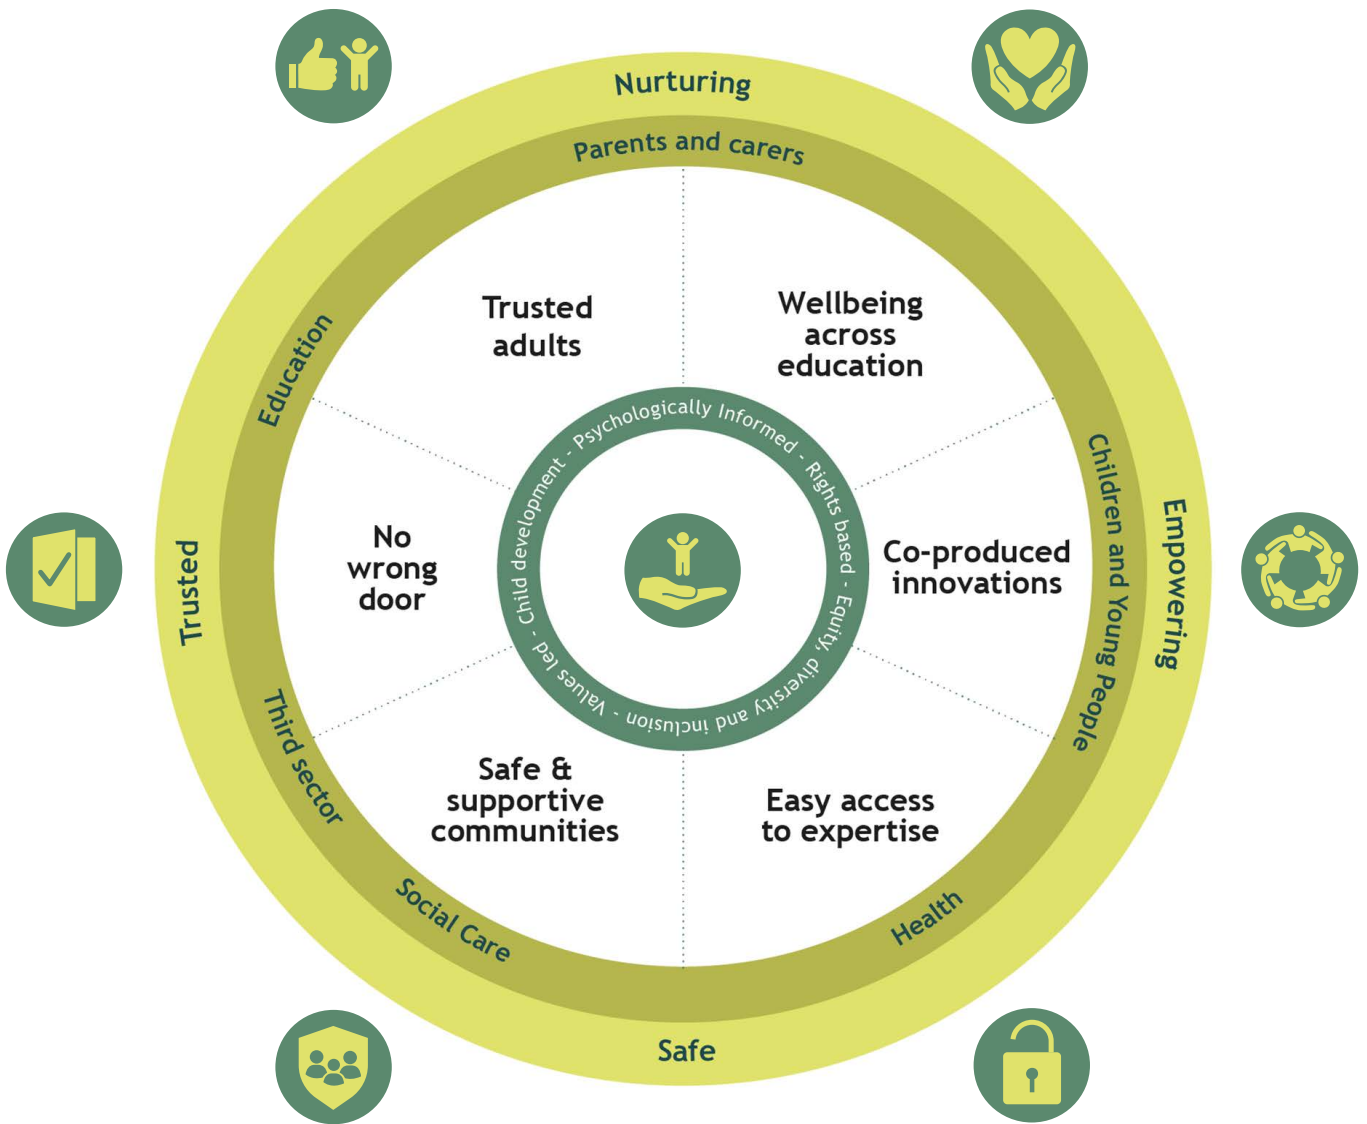 Nurturing
Parents and carers
Trusted
adults
Wellbeing
across
education
Education
Psychologically Informed - Rights based - Equity, diversity and inclusion - Values led - Child development -
Children and Young People
Empowering
Trusted
No
wrong
door
Co-produced
innovations
Third sector
Safe &
supportive
communities
Easy access
to expertise
Social Care
Health
Safe